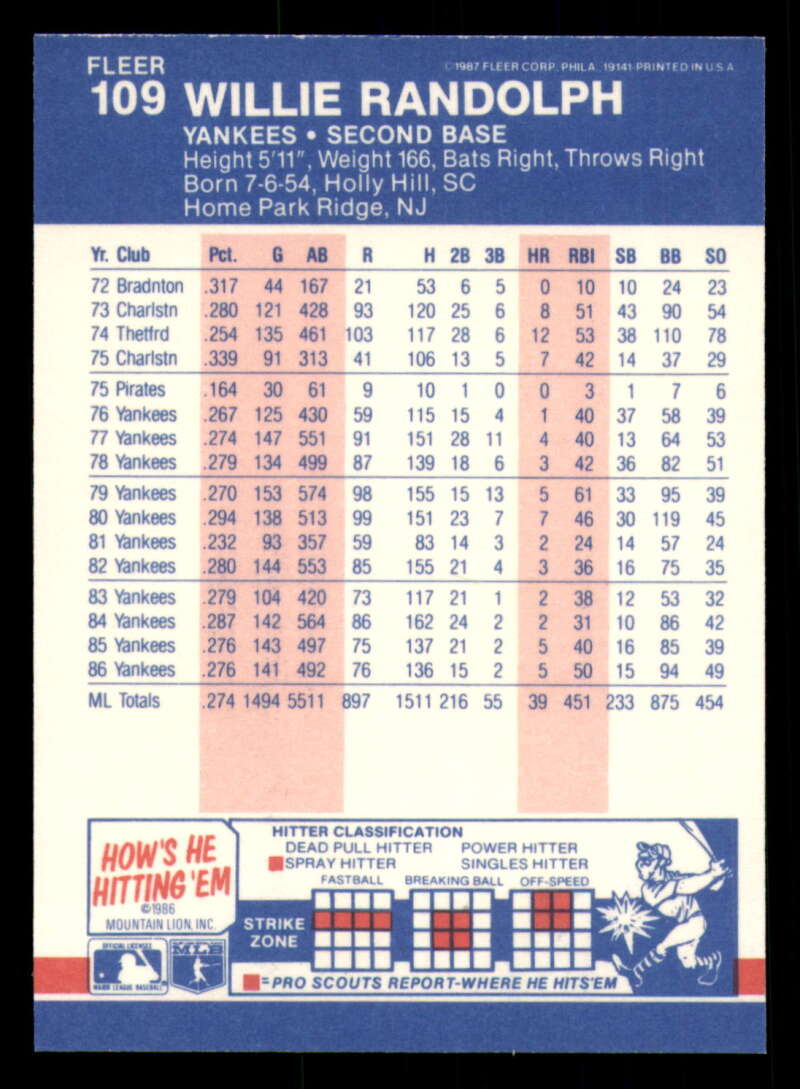 FLEER
©1987 FLEER CORP. PHILA. 19141 PRINTED IN U.S.A.
109 WILLIE RANDOLPH
YANKEES • SECOND BASE
Height 5'11", Weight 166, Bats Right, Throws Right
Born 7-6-54, Holly Hill, SC
Home Park Ridge, NJ
Yr. Club Pct. G AB R H 2B 3B HR RBI SB BB SO
72 Bradnton .317 44 167 21 53 6 5 0 10 10 24 23
73 Charlstn .280 121 428 93 120 25 6 8 51 43 90 54
74 Thetfrd .254 135 461 103 117 28 6 12 53 38 110 78
75 Charlstn .339 91 313 41 106 13 5 7 42 14 37 29
75 Pirates .164 30 61 9 10 1 0 0 3 1 7 6
76 Yankees .267 125 430 59 115 15 4 1 40 37 58 39
77 Yankees .274 147 551 91 151 28 11 4 40 13 64 53
78 Yankees .279 134 499 87 139 18 6 3 42 36 82 51
79 Yankees .270 153 574 98 155 15 13 5 61 33 95 39
80 Yankees .294 138 513 99 151 23 7 7 46 30 119 45
81 Yankees .232 93 357 59 83 14 3 2 24 14 57 24
82 Yankees .280 144 553 85 155 21 4 3 36 16 75 35
83 Yankees .279 104 420 73 117 21 1 2 38 12 53 32
84 Yankees .287 142 564 86 162 24 2 2 31 10 86 42
85 Yankees .276 143 497 75 137 21 2 5 40 16 85 39
86 Yankees .276 141 492 76 136 15 2 5 50 15 94 49
ML Totals .274 1494 5511 897 1511 216 55 39 451 233 875 454
HOW'S HE
HITTING 'EM
©1986
MOUNTAIN LION, INC.
OFFICIAL LICENSEE
MAJOR LEAGUE BASEBALL
MLB
HITTER CLASSIFICATION
DEAD PULL HITTER POWER HITTER
SPRAY HITTER SINGLES HITTER
FASTBALL BREAKING BALL OFF-SPEED
STRIKE
ZONE
=PRO SCOUTS REPORT-WHERE HE HITS'EM